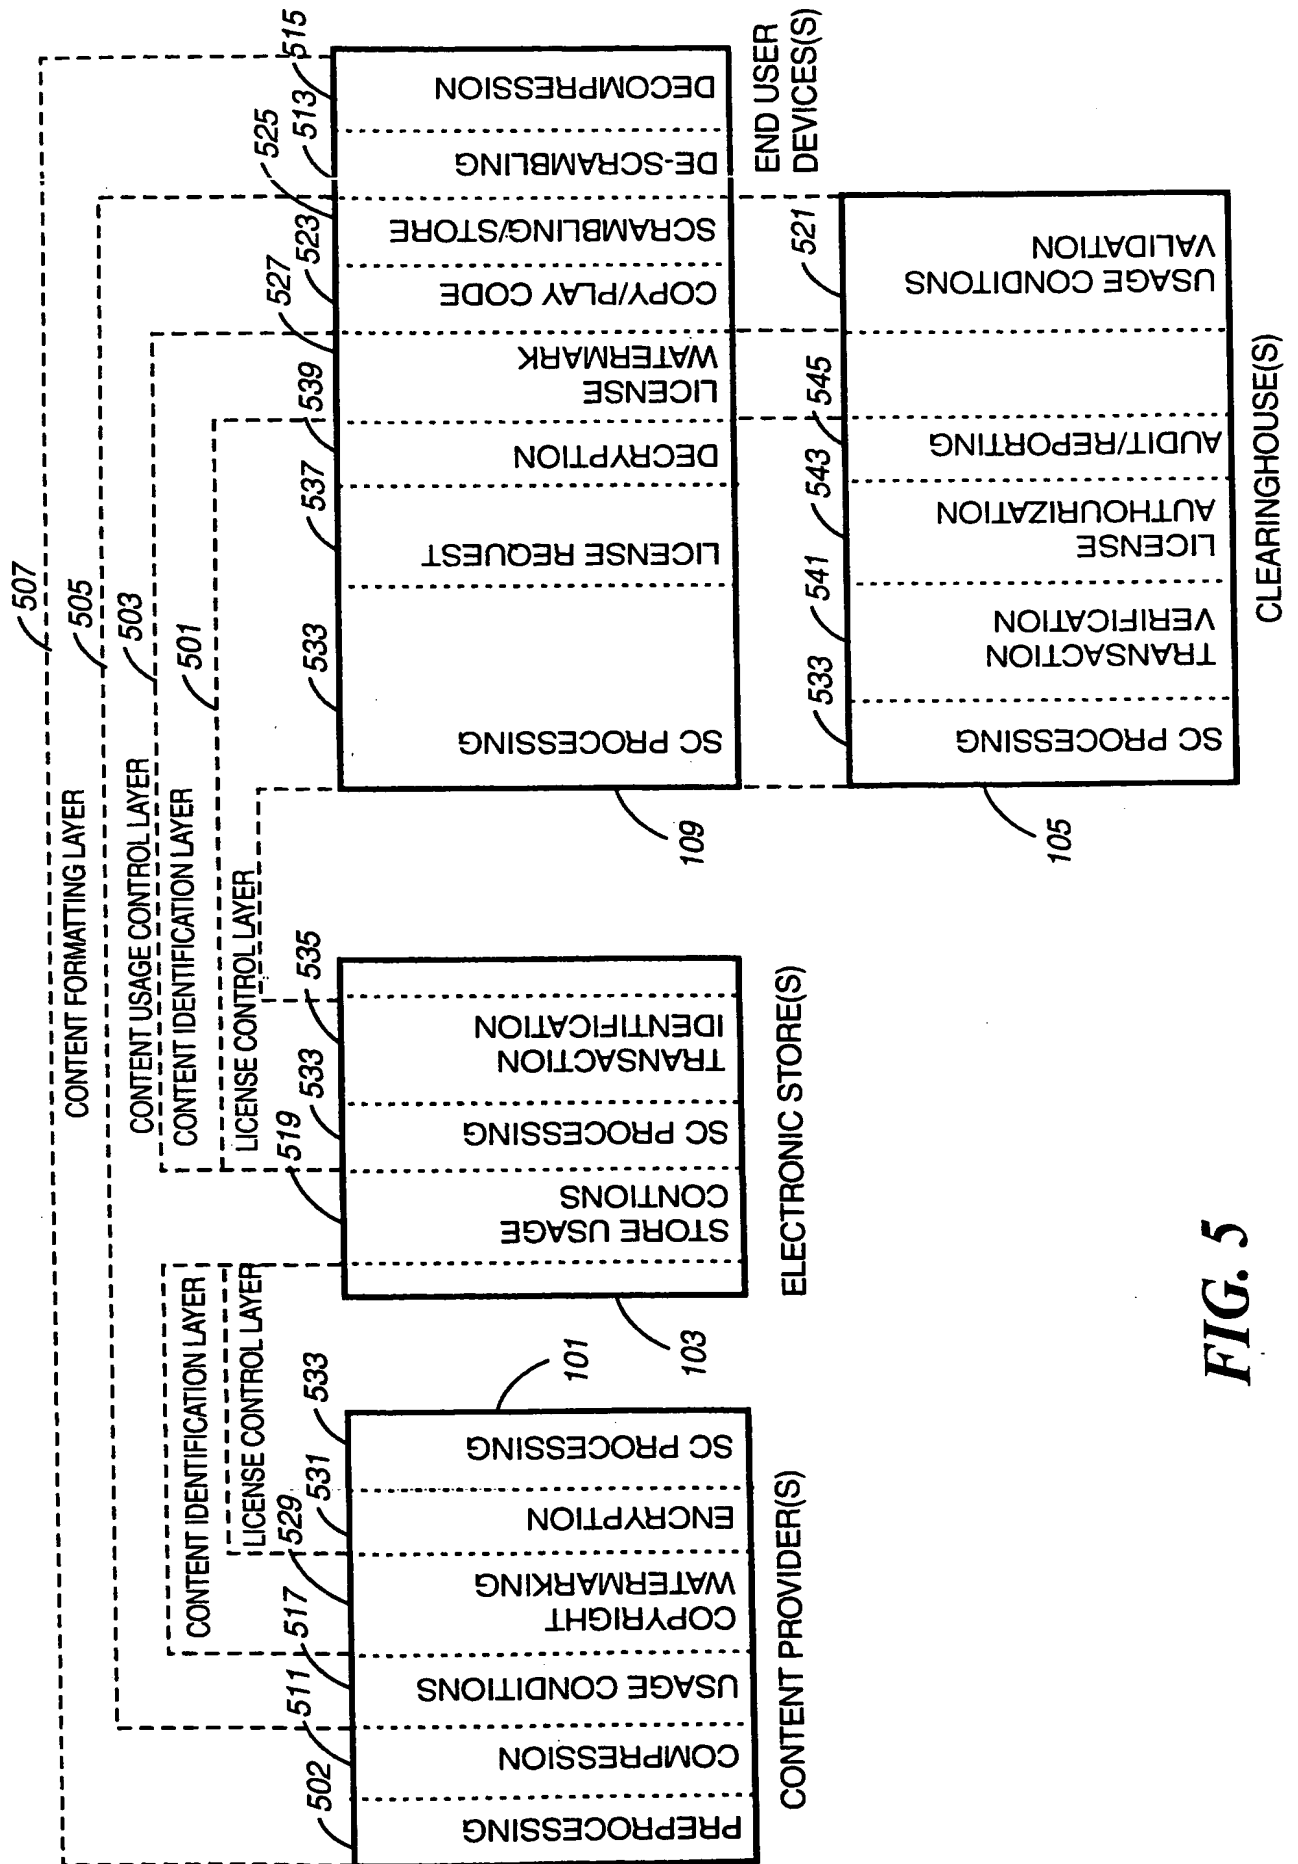 507
CONTENT FORMATTING LAYER
505
CONTENT USAGE CONTROL LAYER
503
CONTENT IDENTIFICATION LAYER
501
LICENSE CONTROL LAYER
CONTENT IDENTIFICATION LAYER
LICENSE CONTROL LAYER
502
PREPROCESSING
511
COMPRESSION
517
USAGE CONDITIONS
529
COPYRIGHT
WATERMARKING
531
ENCRYPTION
533
SC PROCESSING
101
CONTENT PROVIDER(S)
519
STORE USAGE
CONTIONS
533
SC PROCESSING
535
TRANSACTION
IDENTIFICATION
103
ELECTRONIC STORE(S)
533
SC PROCESSING
537
LICENSE REQUEST
539
DECRYPTION
527
LICENSE
WATERMARK
523
COPY/PLAY CODE
525
SCRAMBLING/STORE
513
DE-SCRAMBLING
515
DECOMPRESSION
109
END USER
DEVICES(S)
533
SC PROCESSING
541
TRANSACTION
VERIFICATION
543
LICENSE
AUTHOURIZATION
545
AUDIT/REPORTING
521
USAGE CONDITONS
VALIDATION
105
CLEARINGHOUSE(S)
FIG. 5